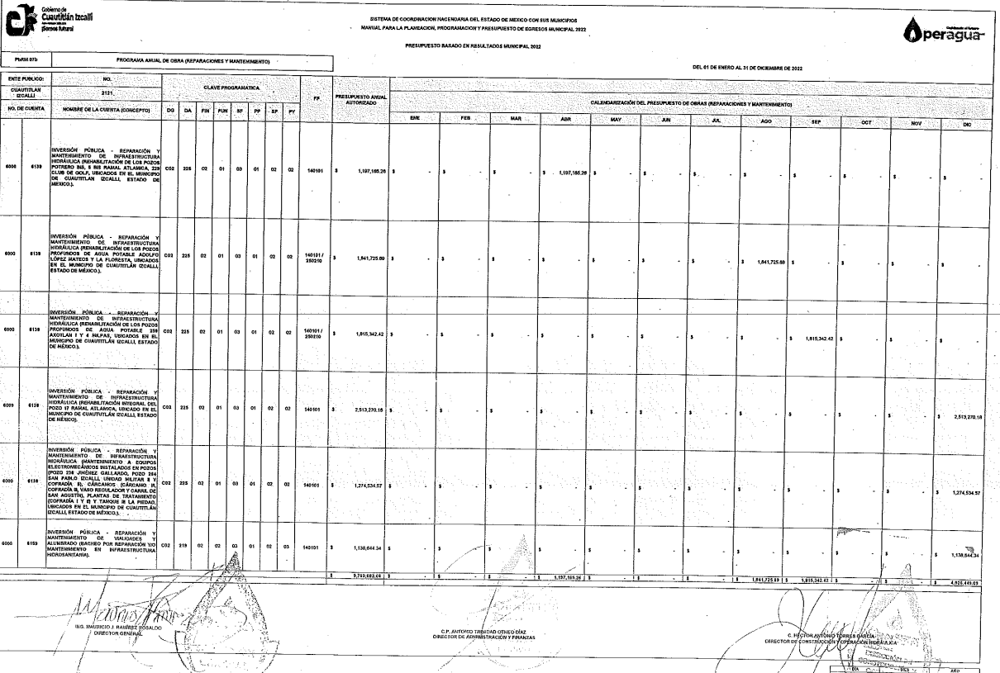 Gobierno de
Cuautitlán Izcalli
¡Somos futuro!
SISTEMA DE COORDINACION HACENDARIA DEL ESTADO DE MEXICO CON SUS MUNICIPIOS
MANUAL PARA LA PLANEACION, PROGRAMACION Y PRESUPUESTO DE EGRESOS MUNICIPAL 2022
PRESUPUESTO BASADO EN RESULTADOS MUNICIPAL 2022
Operagua
PbRM 07b PROGRAMA ANUAL DE OBRA (REPARACIONES Y MANTENIMIENTO)
DEL 01 DE ENERO AL 31 DE DICIEMBRE DE 2022
ENTE PUBLICO: NO.
CUAUTITLAN IZCALLI 2121
CLAVE PROGRAMATICA FF PRESUPUESTO ANUAL AUTORIZADO CALENDARIZACIÓN DEL PRESUPUESTO DE OBRAS (REPARACIONES Y MANTENIMIENTO)
NO. DE CUENTA NOMBRE DE LA CUENTA (CONCEPTO) DG DA FIN FUN SF PP SP PY ENE FEB MAR ABR MAY JUN JUL AGO SEP OCT NOV DIC
INVERSIÓN PÚBLICA - REPARACIÓN Y
MANTENIMIENTO DE INFRAESTRUCTURA
HIDRÁULICA (REHABILITACIÓN DE LOS POZOS
POTRERO BIS, 5 BIS RAMAL ATLAMICA, 229
CLUB DE GOLF, UBICADOS EN EL MUNICIPIO
DE CUAUTITLAN IZCALLI, ESTADO DE
MEXICO.).
6000 6139 C02 225 02 01 03 01 02 02 140101 $ 1,197,165.26 $ - $ - $ - $ 1,197,165.26 $ - $ - $ - $ - $ - $ - $ - $ -
INVERSIÓN PÚBLICA - REPARACIÓN Y
MANTENIMIENTO DE INFRAESTRUCTURA
HIDRÁULICA (REHABILITACIÓN DE LOS POZOS
PROFUNDOS DE AGUA POTABLE ADOLFO
LÓPEZ MATEOS Y LA FLORESTA, UBICADOS
EN EL MUNICIPIO DE CUAUTITLÁN IZCALLI,
ESTADO DE MÉXICO.).
6000 6139 C02 225 02 01 03 01 02 02 140101 / 250210 $ 1,841,725.89 $ - $ - $ - $ - $ - $ - $ - $ 1,841,725.89 $ - $ - $ - $ -
INVERSIÓN PÚBLICA - REPARACIÓN Y
MANTENIMIENTO DE INFRAESTRUCTURA
HIDRÁULICA (REHABILITACIÓN DE LOS POZOS
PROFUNDOS DE AGUA POTABLE 239
AXOTLAN I Y 4 MILPAS, UBICADOS EN EL
MUNICIPIO DE CUAUTITLÁN IZCALLI, ESTADO
DE MÉXICO.).
6000 6139 C02 225 02 01 03 01 02 02 140101 / 250210 $ 1,815,342.42 $ - $ - $ - $ - $ - $ - $ - $ - $ 1,815,342.42 $ - $ - $ -
INVERSIÓN PÚBLICA - REPARACIÓN Y
MANTENIMIENTO DE INFRAESTRUCTURA
HIDRÁULICA (REHABILITACIÓN INTEGRAL DEL
POZO 17 RAMAL ATLAMICA, UBICADO EN EL
MUNICIPIO DE CUAUTUTLÁN IZCALLI, ESTADO
DE MÉXICO).
6000 6139 C02 225 02 01 03 01 02 02 140101 $ 2,513,270.18 $ - $ - $ - $ - $ - $ - $ - $ - $ - $ - $ - $ 2,513,270.18
INVERSIÓN PÚBLICA - REPARACIÓN Y
MANTENIMIENTO DE INFRAESTRUCTURA
HIDRÁULICA (MANTENIMIENTO A EQUIPOS
ELECTROMECÁNICOS INSTALADOS EN POZOS
(POZO 236 JIMÉNEZ GALLARDO, POZO 254
SAN PABLO IZCALLI, UNIDAD MILITAR II Y
COFRADÍA II), CÁRCAMOS (CÁRCAMO III,
COFRADÍA III, VASO REGULADOR Y CARRIL DE
SAN AGUSTÍN), PLANTAS DE TRATAMIENTO
(COFRADÍA I Y II) Y TANQUE III LA PIEDAD,
UBICADOS EN EL MUNICIPIO DE CUAUTITLÁN
IZCALLI, ESTADO DE MÉXICO.).
6000 6139 C02 225 02 01 03 01 02 02 140101 $ 1,274,534.57 $ - $ - $ - $ - $ - $ - $ - $ - $ - $ - $ - $ 1,274,534.57
INVERSIÓN PÚBLICA - REPARACIÓN Y
MANTENIMIENTO DE VIALIDADES Y
ALUMBRADO (BACHEO POR REPARACIÓN Y/O
MANTENIMIENTO EN INFRAESTRUCTURA
HIDROSANITARIA).
6000 6159 C02 219 02 02 03 01 02 03 140101 $ 1,138,644.34 $ - $ - $ - $ - $ - $ - $ - $ - $ - $ - $ - $ 1,138,644.34
$ 9,780,682.66 $ - $ - $ - $ 1,197,165.26 $ - $ - $ - $ 1,841,725.89 $ 1,815,342.42 $ - $ - $ 4,926,449.09
ING. MAURICIO J. RAMÍREZ ROSALDO
DIRECTOR GENERAL
C.P. ANTONIO TRINIDAD OTHEO DÍAZ
DIRECTOR DE ADMINISTRACIÓN Y FINANZAS
C. HÉCTOR ANTONIO TORRES GARCÍA
DIRECTOR DE CONSTRUCCIÓN Y OPERACIÓN HIDRÁULICA
DÍA MES AÑO